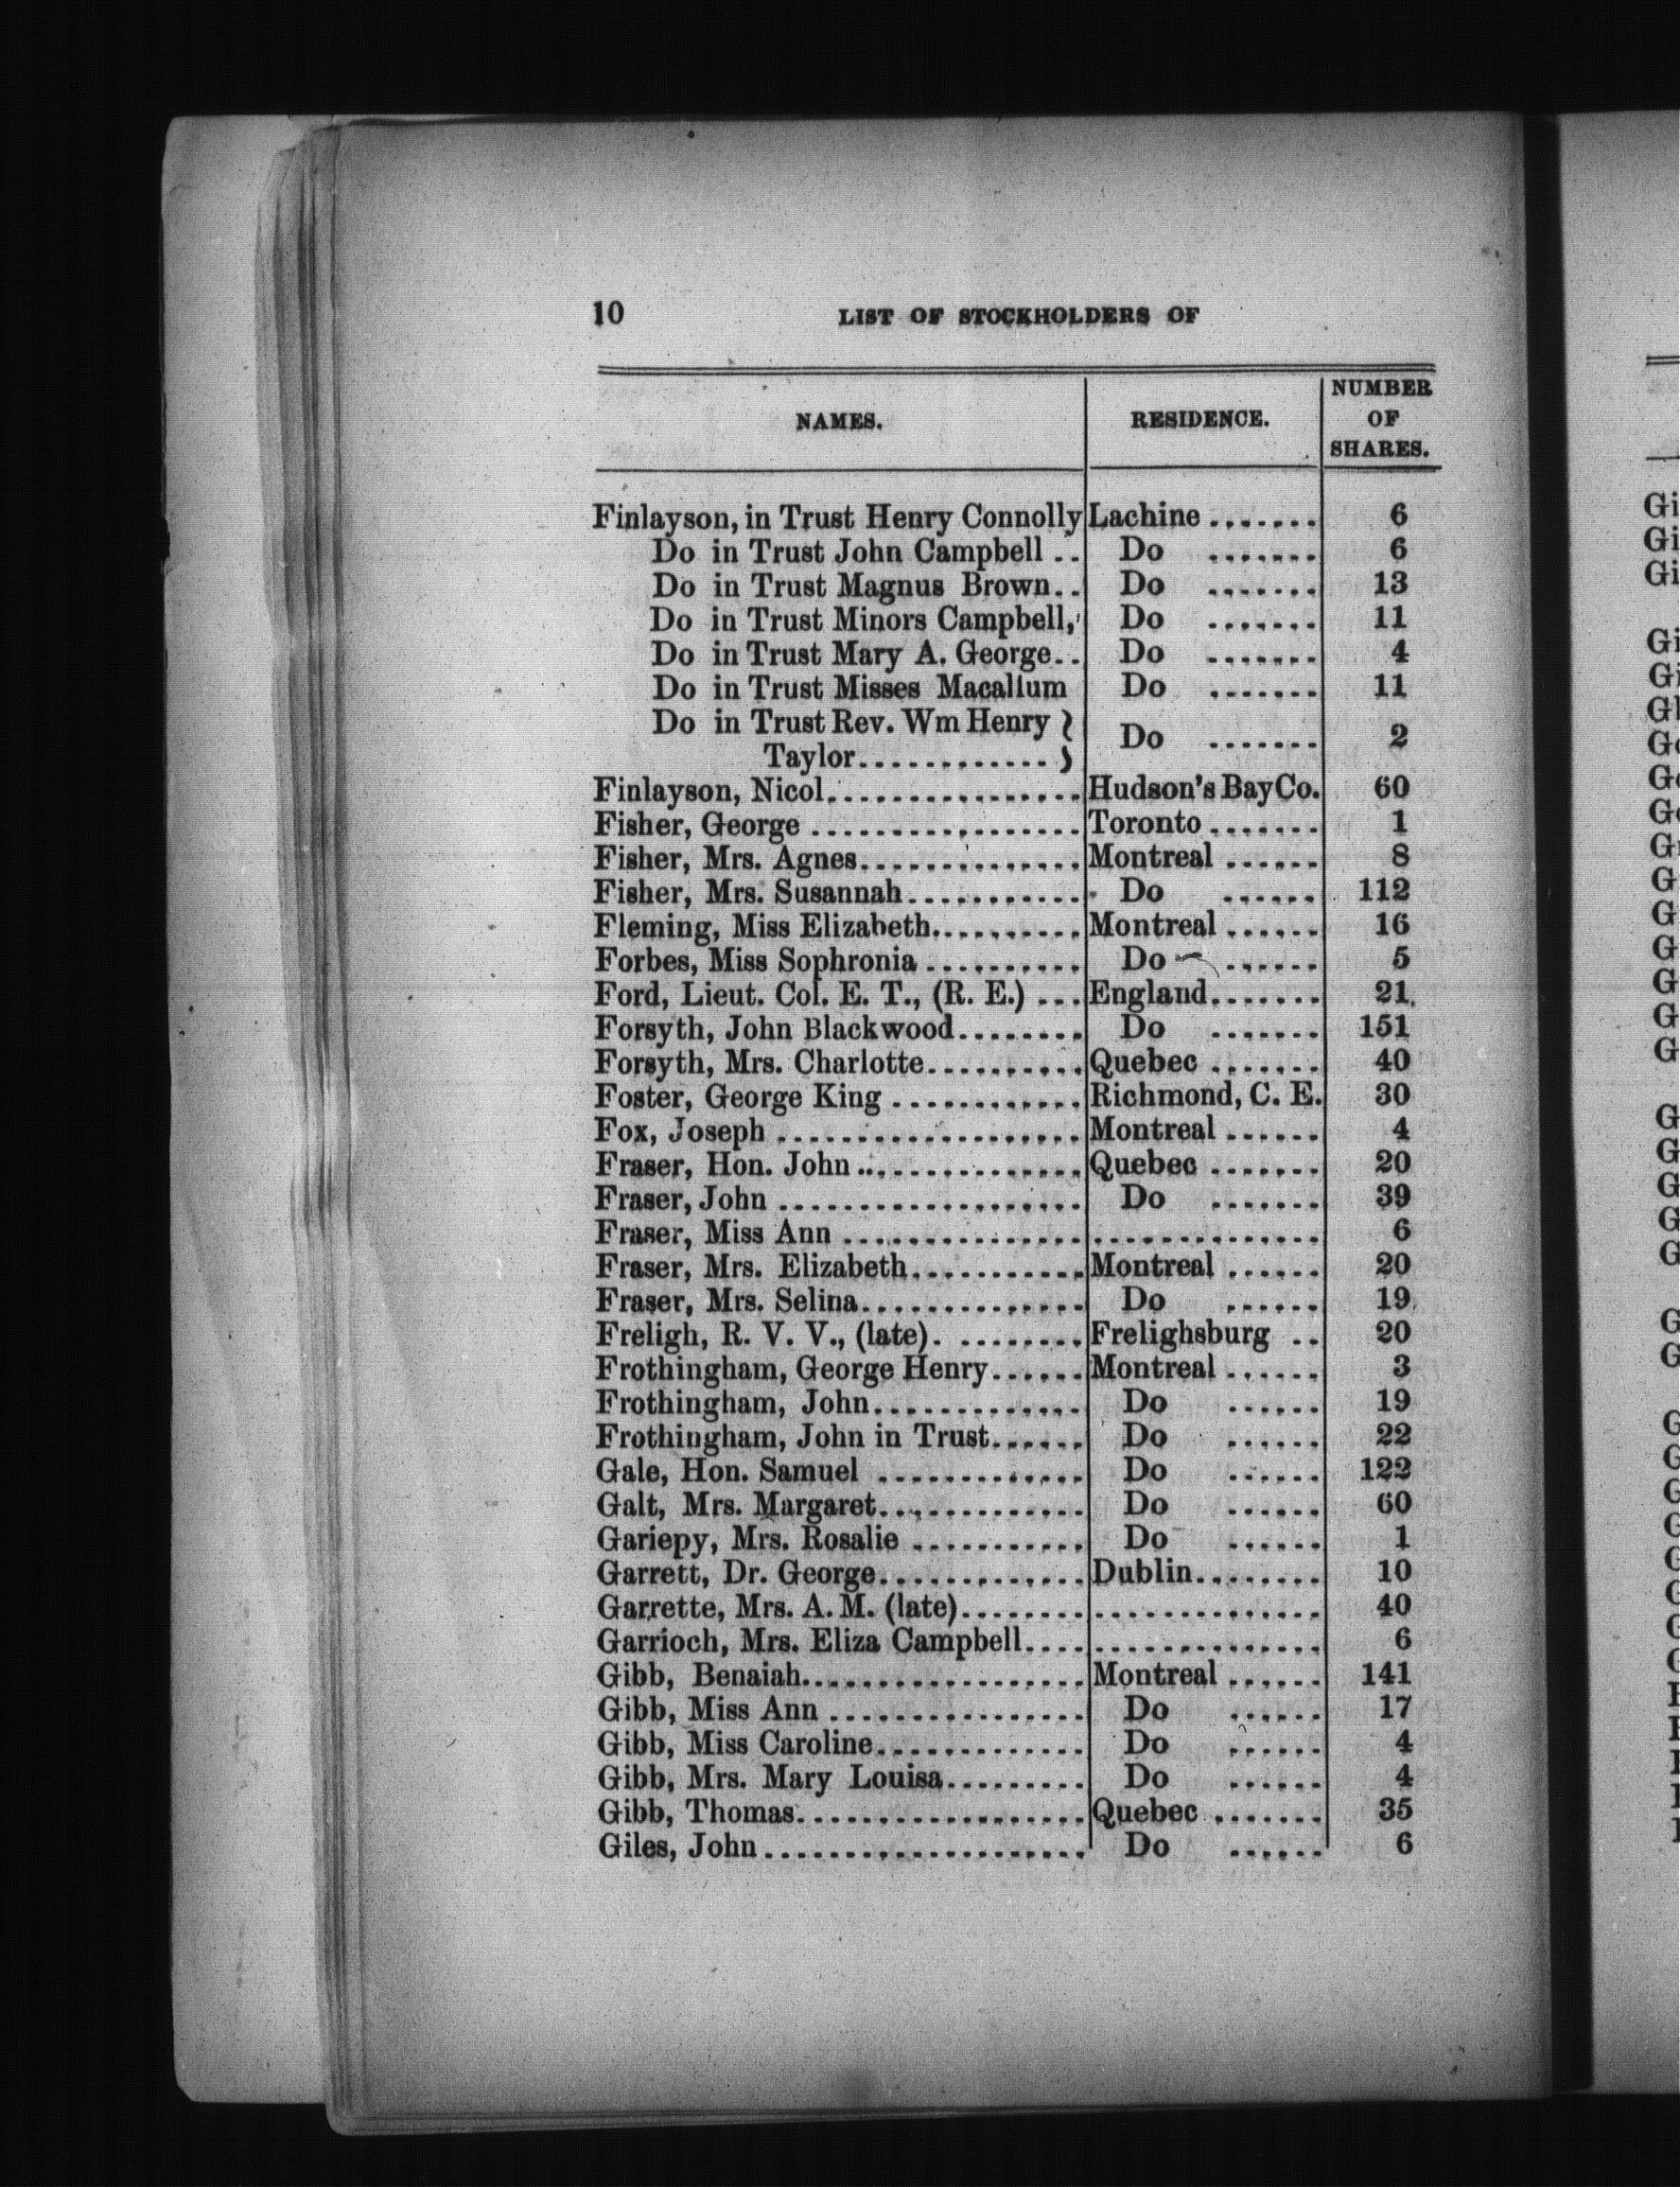 10 LIST OF STOCKHOLDERS OF
NAMES. RESIDENCE. NUMBER OF SHARES.
Finlayson, in Trust Henry Connolly Lachine ....... 6
Do in Trust John Campbell .. Do ....... 6
Do in Trust Magnus Brown.. Do ....... 13
Do in Trust Minors Campbell, Do ....... 11
Do in Trust Mary A. George.. Do ....... 4
Do in Trust Misses Macallum Do ....... 11
Do in Trust Rev. Wm Henry }
Taylor............ } Do ....... 2
Finlayson, Nicol................ Hudson's Bay Co. 60
Fisher, George ................. Toronto ....... 1
Fisher, Mrs. Agnes.............. Montreal ...... 8
Fisher, Mrs. Susannah........... Do ...... 112
Fleming, Miss Elizabeth.......... Montreal ...... 16
Forbes, Miss Sophronia .......... Do ...... 5
Ford, Lieut. Col. E. T., (R. E.) ... England....... 21
Forsyth, John Blackwood........ Do ....... 151
Forsyth, Mrs. Charlotte.......... Quebec ....... 40
Foster, George King ............ Richmond, C. E. 30
Fox, Joseph ................... Montreal ...... 4
Fraser, Hon. John .............. Quebec ....... 20
Fraser, John ................... Do ....... 39
Fraser, Miss Ann ............... .............. 6
Fraser, Mrs. Elizabeth........... Montreal ...... 20
Fraser, Mrs. Selina.............. Do ...... 19
Freligh, R. V. V., (late). ........ Frelighsburg .. 20
Frothingham, George Henry...... Montreal ...... 3
Frothingham, John............. Do ...... 19
Frothingham, John in Trust...... Do ...... 22
Gale, Hon. Samuel ............. Do ...... 122
Galt, Mrs. Margaret............. Do ...... 60
Gariepy, Mrs. Rosalie ........... Do ...... 1
Garrett, Dr. George............. Dublin........ 10
Garrette, Mrs. A. M. (late)........ .............. 40
Garrioch, Mrs. Eliza Campbell.... .............. 6
Gibb, Benaiah.................. Montreal ...... 141
Gibb, Miss Ann ................ Do ...... 17
Gibb, Miss Caroline............. Do ...... 4
Gibb, Mrs. Mary Louisa......... Do ...... 4
Gibb, Thomas.................. Quebec ....... 35
Giles, John.................... Do ...... 6